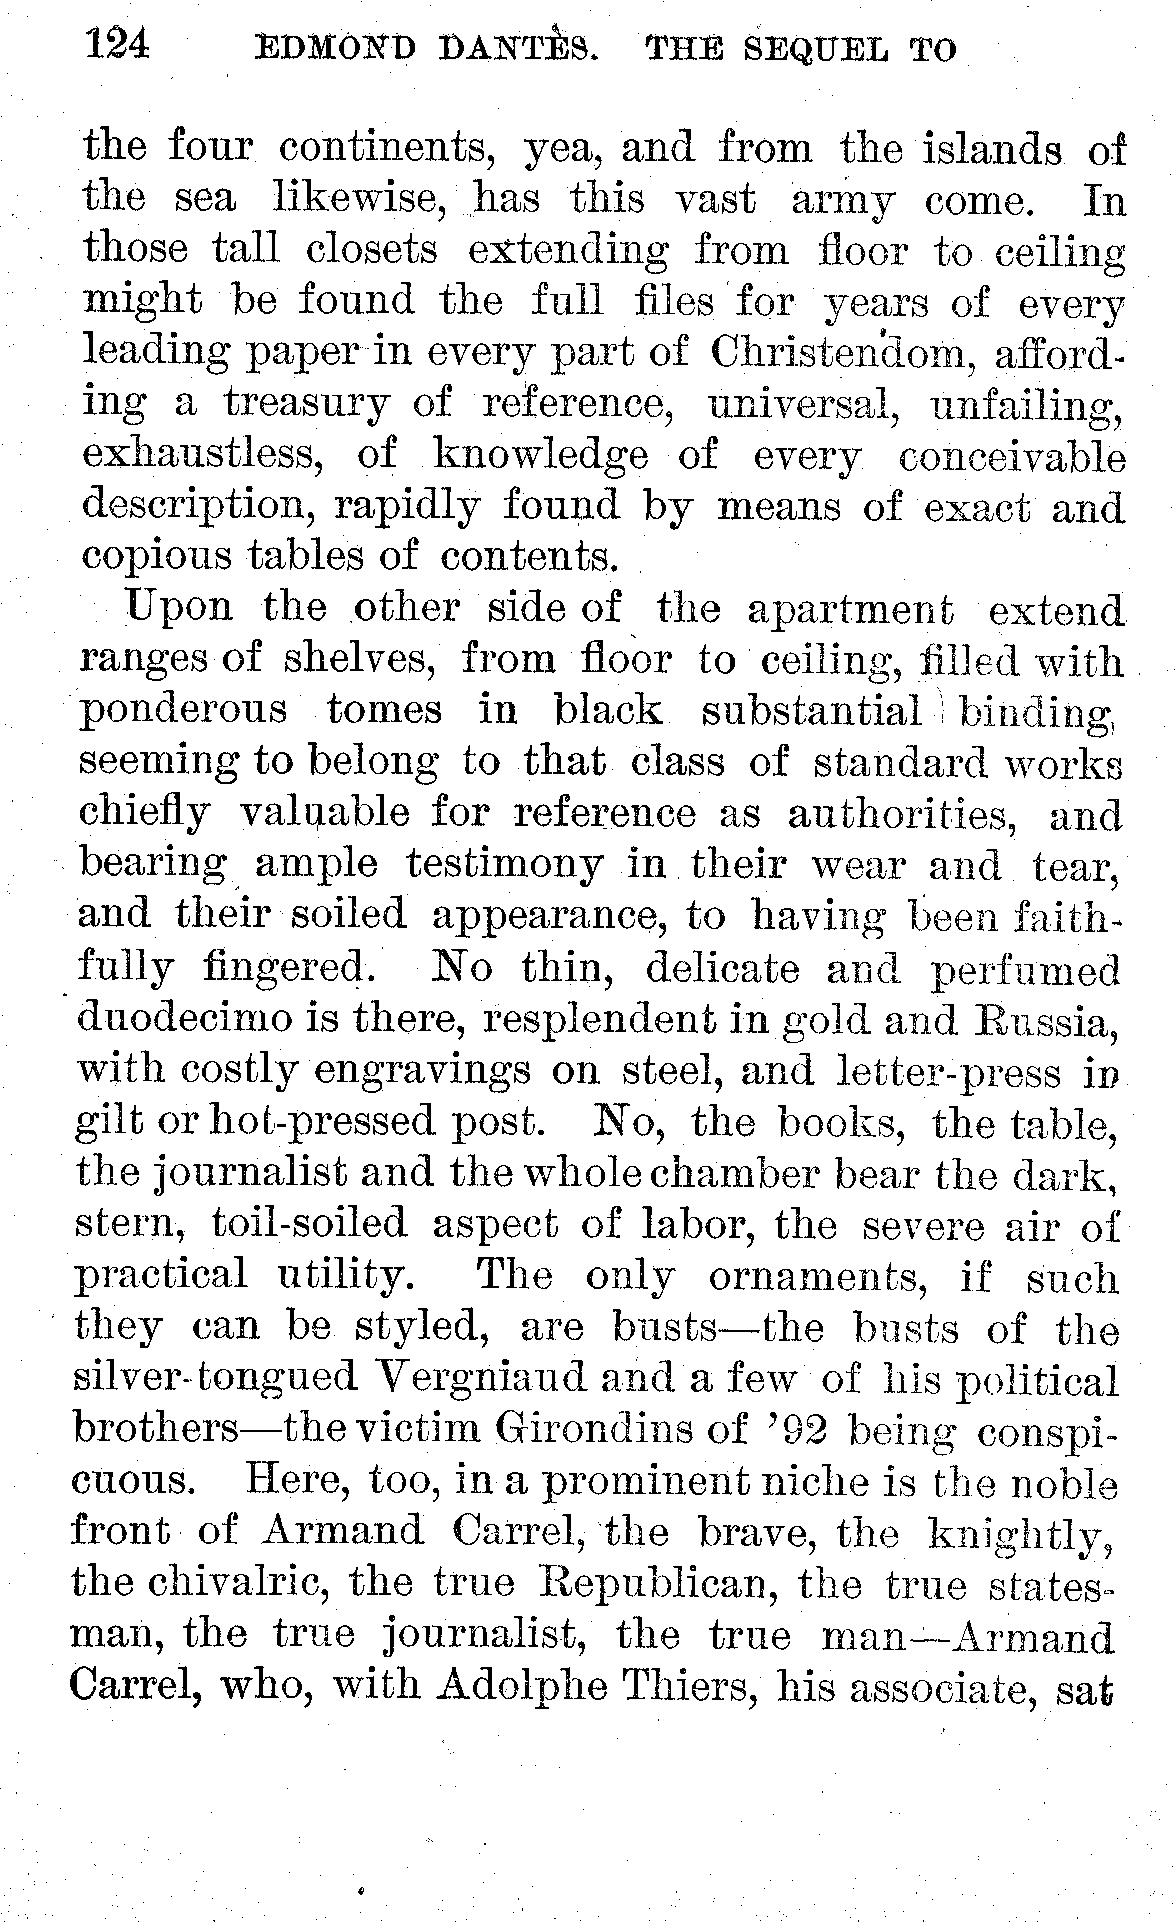 124 EDMOND DANTÈS. THE SEQUEL TO
the four continents, yea, and from the islands of
the sea likewise, has this vast army come. In
those tall closets extending from floor to ceiling
might be found the full files for years of every
leading paper in every part of Christendom, afford-
ing a treasury of reference, universal, unfailing,
exhaustless, of knowledge of every conceivable
description, rapidly found by means of exact and
copious tables of contents.
Upon the other side of the apartment extend
ranges of shelves, from floor to ceiling, filled with
ponderous tomes in black substantial binding,
seeming to belong to that class of standard works
chiefly valuable for reference as authorities, and
bearing ample testimony in their wear and tear,
and their soiled appearance, to having been faith-
fully fingered. No thin, delicate and perfumed
duodecimo is there, resplendent in gold and Russia,
with costly engravings on steel, and letter-press in
gilt or hot-pressed post. No, the books, the table,
the journalist and the whole chamber bear the dark,
stern, toil-soiled aspect of labor, the severe air of
practical utility. The only ornaments, if such
they can be styled, are busts—the busts of the
silver-tongued Vergniaud and a few of his political
brothers—the victim Girondins of ’92 being conspi-
cuous. Here, too, in a prominent niche is the noble
front of Armand Carrel, the brave, the knightly,
the chivalric, the true Republican, the true states-
man, the true journalist, the true man—Armand
Carrel, who, with Adolphe Thiers, his associate, sat